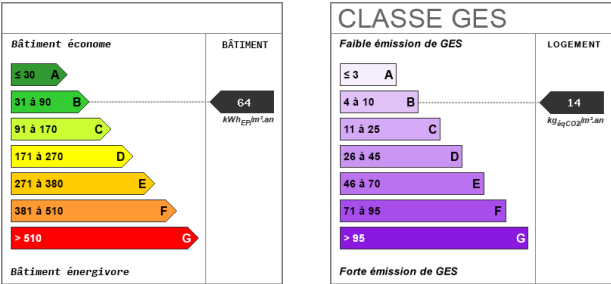 Bâtiment économe
BÂTIMENT
≤ 30 A
31 à 90 B
64
kWhEP/m².an
91 à 170 C
171 à 270 D
271 à 380 E
381 à 510 F
> 510 G
Bâtiment énergivore
CLASSE GES
Faible émission de GES
LOGEMENT
≤ 3 A
4 à 10 B
14
kgéqCO2/m².an
11 à 25 C
26 à 45 D
46 à 70 E
71 à 95 F
> 95 G
Forte émission de GES